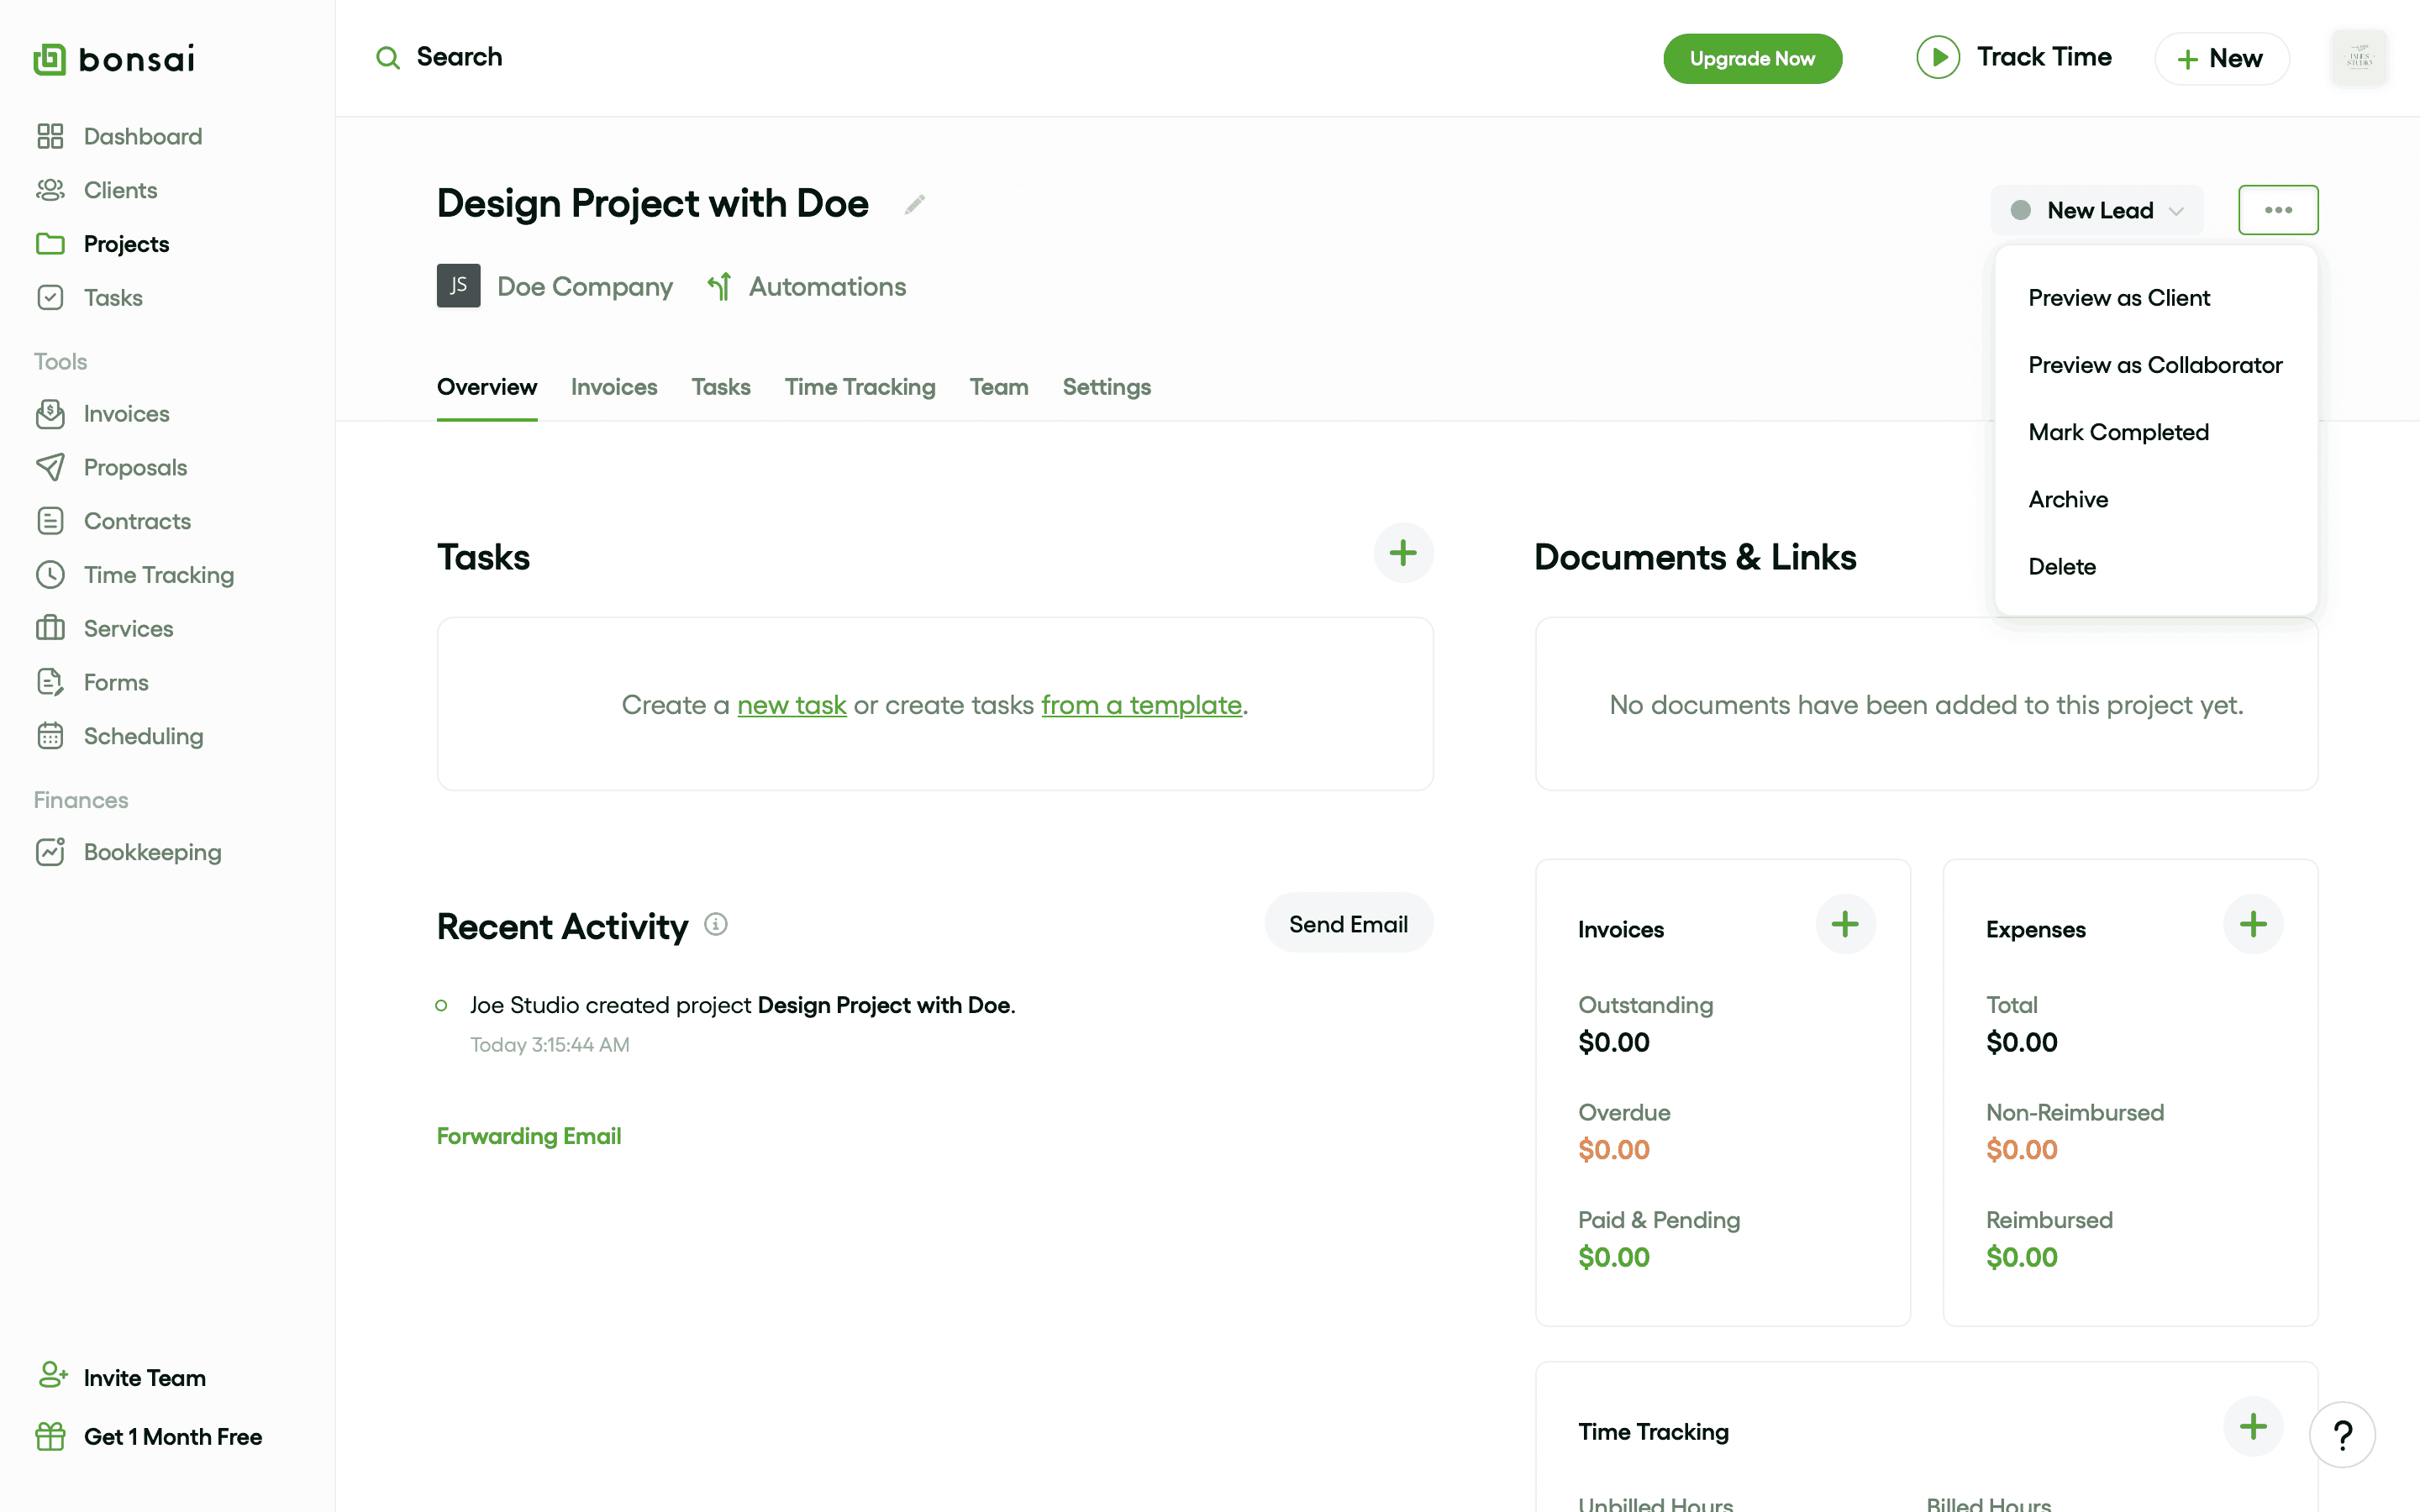 bonsai
Search
Upgrade Now
Track Time
New
Dashboard
Clients
Projects
Tasks
Tools
Invoices
Proposals
Contracts
Time Tracking
Services
Forms
Scheduling
Finances
Bookkeeping
Invite Team
Get 1 Month Free
Design Project with Doe
New Lead
JS Doe Company
Automations
Preview as Client
Preview as Collaborator
Mark Completed
Archive
Delete
Overview Invoices Tasks Time Tracking Team Settings
Tasks
Create a new task or create tasks from a template.
Documents & Links
No documents have been added to this project yet.
Recent Activity
Send Email
Joe Studio created project Design Project with Doe.
Today 3:15:44 AM
Forwarding Email
Invoices
Outstanding
$0.00
Overdue
$0.00
Paid & Pending
$0.00
Expenses
Total
$0.00
Non-Reimbursed
$0.00
Reimbursed
$0.00
Time Tracking
Unbilled Hours
Billed Hours
?